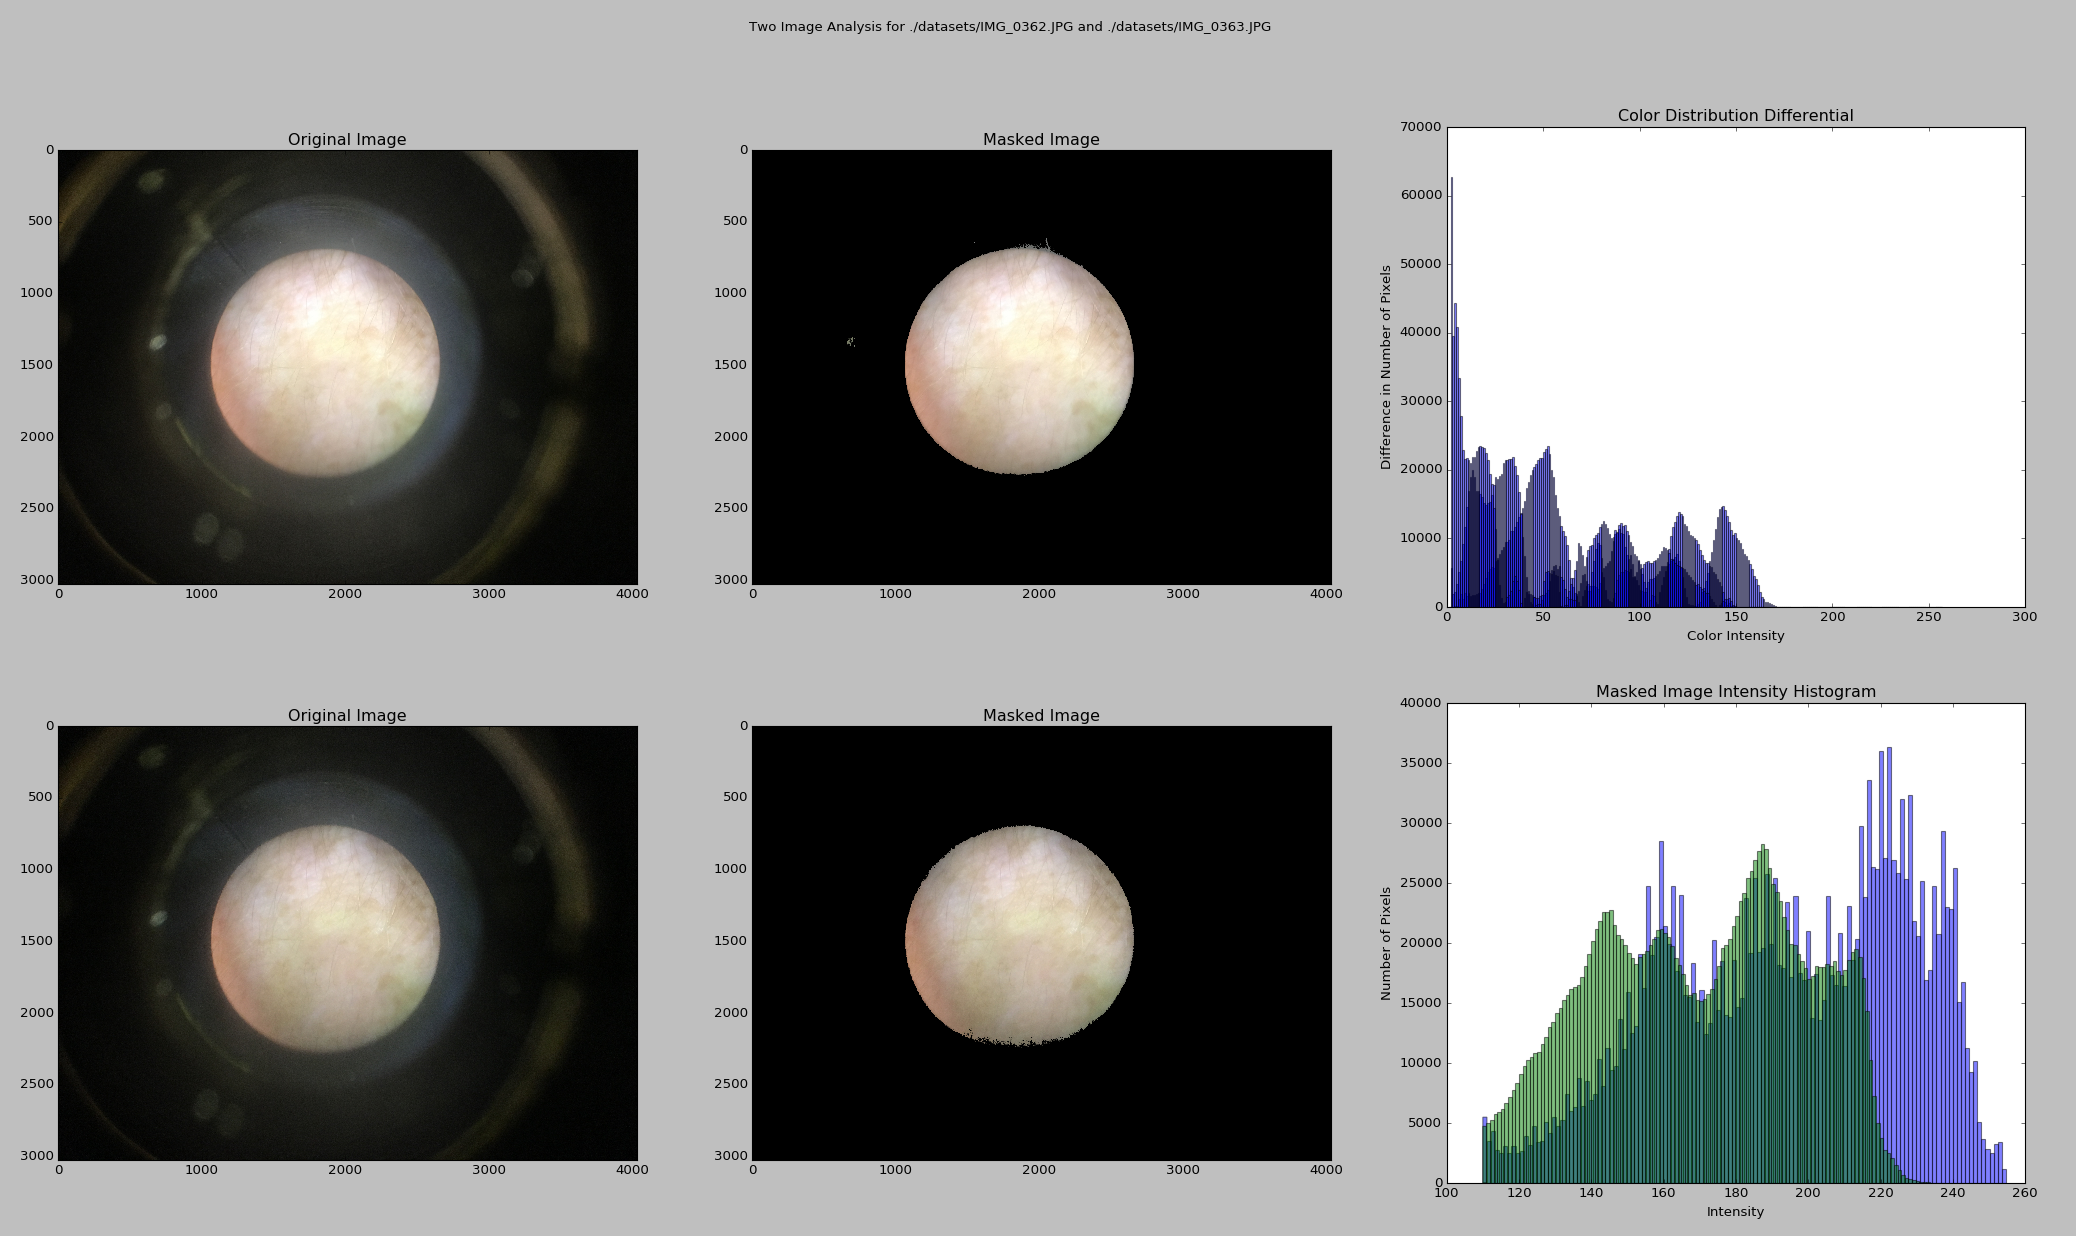 Two Image Analysis for ./datasets/IMG_0362.JPG and ./datasets/IMG_0363.JPG
Original Image
0
500
1000
1500
2000
2500
3000
0 1000 2000 3000 4000
Masked Image
0
500
1000
1500
2000
2500
3000
0 1000 2000 3000 4000
Color Distribution Differential
Difference in Number of Pixels
70000
60000
50000
40000
30000
20000
10000
0
0 50 100 150 200 250 300
Color Intensity
Original Image
0
500
1000
1500
2000
2500
3000
0 1000 2000 3000 4000
Masked Image
0
500
1000
1500
2000
2500
3000
0 1000 2000 3000 4000
Masked Image Intensity Histogram
Number of Pixels
40000
35000
30000
25000
20000
15000
10000
5000
0
100 120 140 160 180 200 220 240 260
Intensity